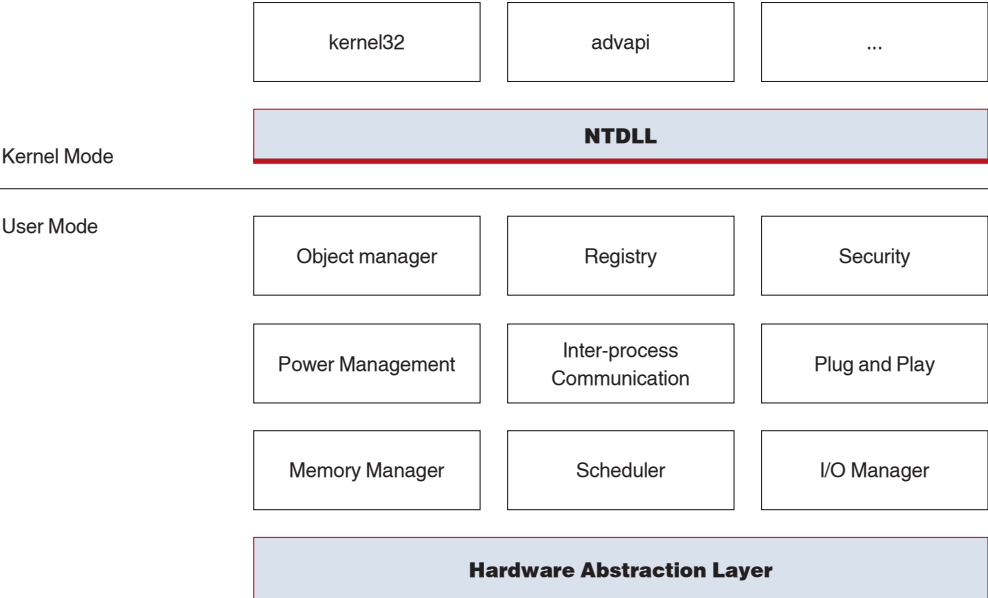 kernel32
advapi
...
NTDLL
Kernel Mode
User Mode
Object manager
Registry
Security
Power Management
Inter-process
Communication
Plug and Play
Memory Manager
Scheduler
I/O Manager
Hardware Abstraction Layer